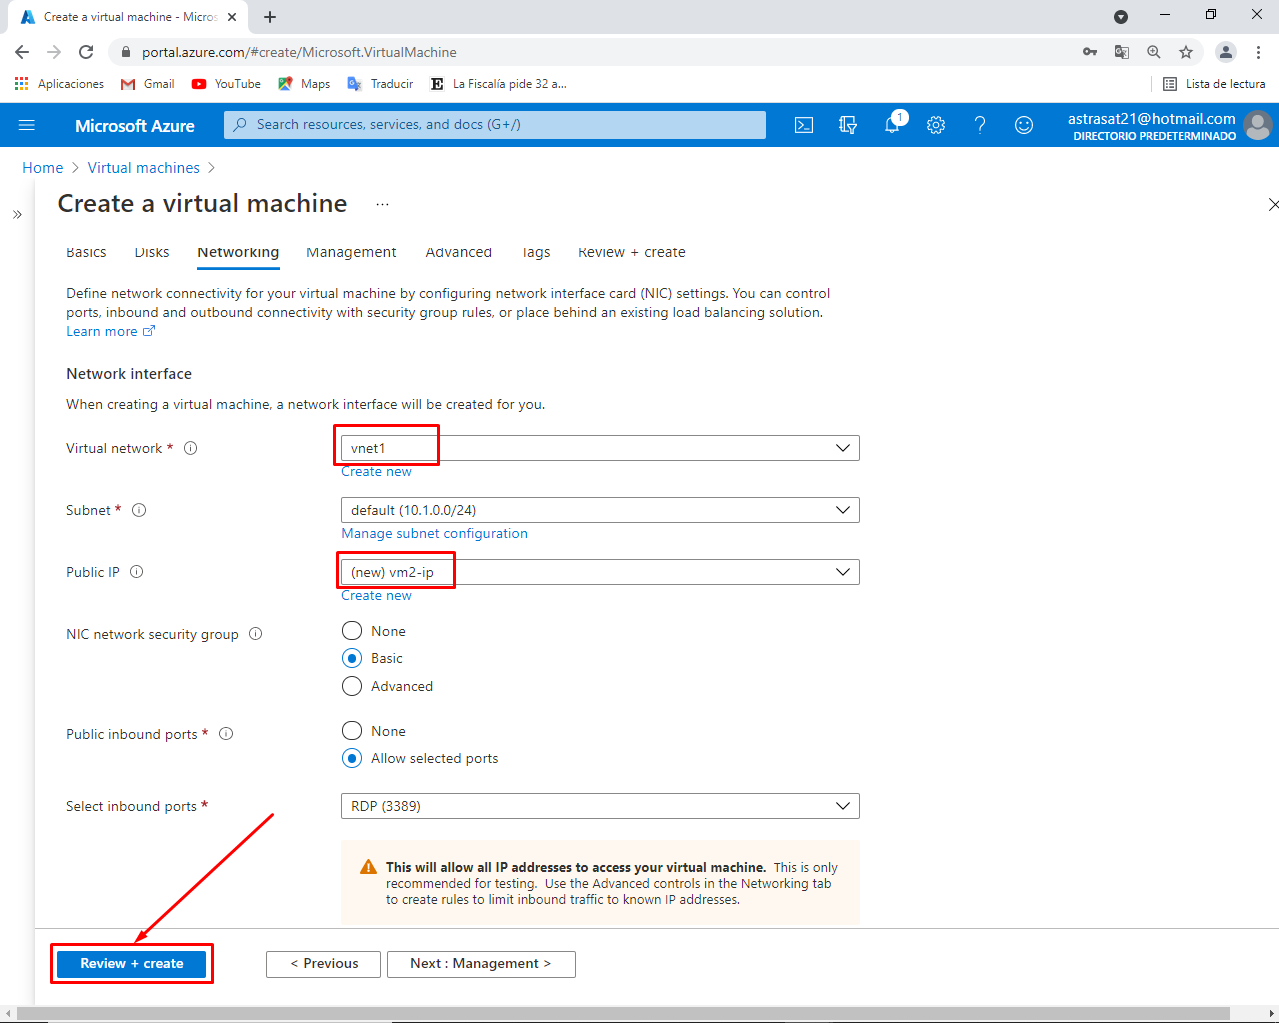 Create a virtual machine - Micros
portal.azure.com/#create/Microsoft.VirtualMachine
Aplicaciones
Gmail
YouTube
Maps
Traducir
E
La Fiscalía pide 32 a...
Lista de lectura
Microsoft Azure
Search resources, services, and docs (G+/)
1
astrasat21@hotmail.com
DIRECTORIO PREDETERMINADO
Home > Virtual machines >
Create a virtual machine ...
Basics
Disks
Networking
Management
Advanced
Tags
Review + create
Define network connectivity for your virtual machine by configuring network interface card (NIC) settings. You can control
ports, inbound and outbound connectivity with security group rules, or place behind an existing load balancing solution.
Learn more
Network interface
When creating a virtual machine, a network interface will be created for you.
Virtual network *
vnet1
Create new
Subnet *
default (10.1.0.0/24)
Manage subnet configuration
Public IP
(new) vm2-ip
Create new
NIC network security group
None
Basic
Advanced
Public inbound ports *
None
Allow selected ports
Select inbound ports *
RDP (3389)
This will allow all IP addresses to access your virtual machine. This is only
recommended for testing. Use the Advanced controls in the Networking tab
to create rules to limit inbound traffic to known IP addresses.
Review + create
< Previous
Next : Management >